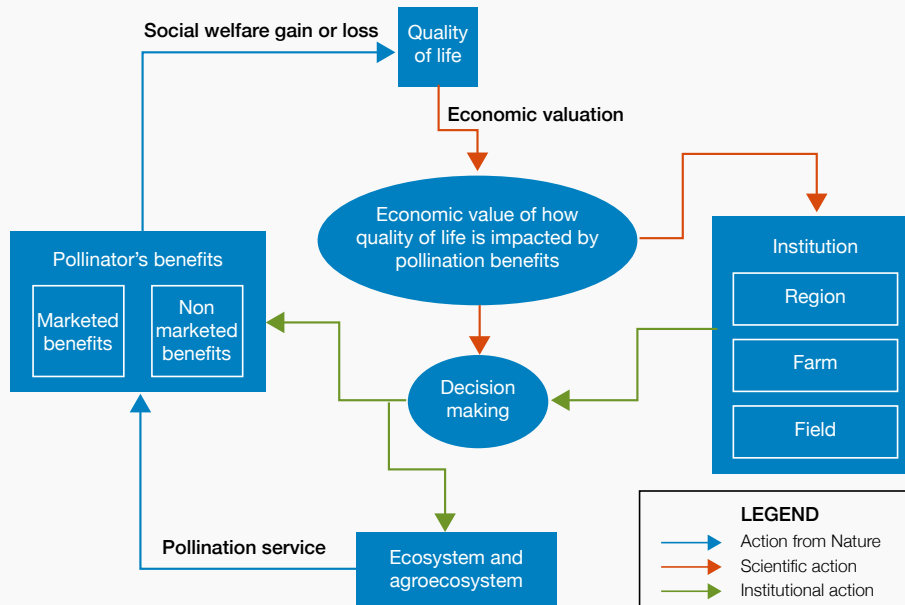 Social welfare gain or loss
Quality
of life
Economic valuation
Economic value of how
quality of life is impacted by
pollination benefits
Pollinator’s benefits
Marketed
benefits
Non
marketed
benefits
Institution
Region
Farm
Field
Decision
making
Pollination service
Ecosystem and
agroecosystem
LEGEND
Action from Nature
Scientific action
Institutional action